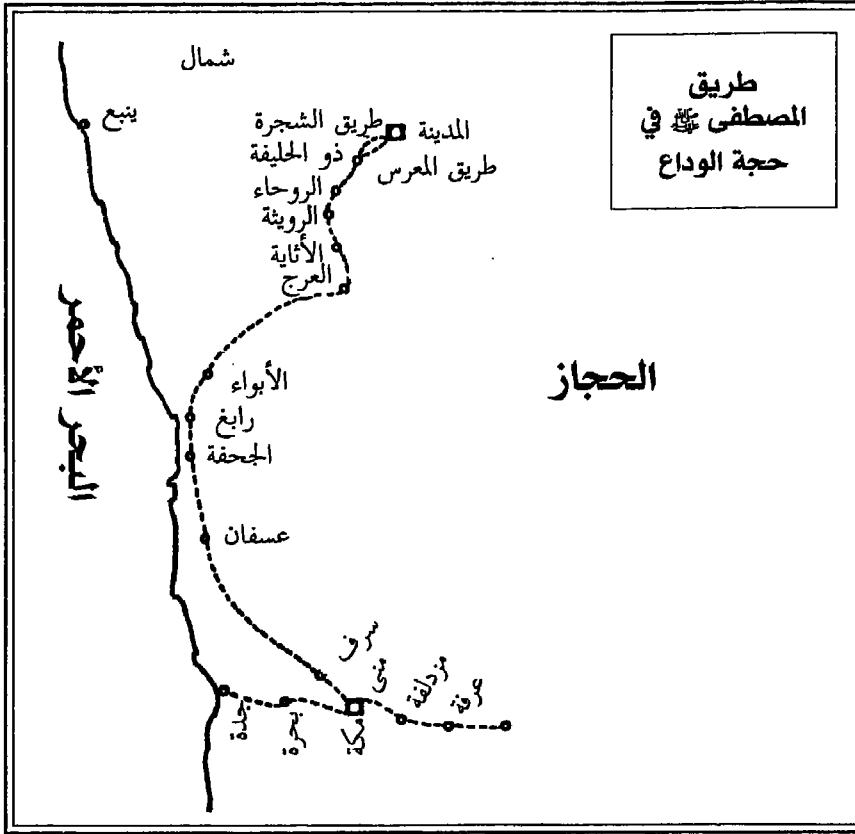 طريق
المصطفى ﷺ في
حجة الوداع
شمال
ينبع
المدينة
طريق الشجرة
ذو الحليفة
طريق المعرس
الروحاء
الرويثة
الأثاية
العرج
الحجاز
البحر الأحمر
الأبواء
رابغ
الجحفة
عسفان
سرف
منى
مزدلفة
عرفة
مكة
بحرة
جدة